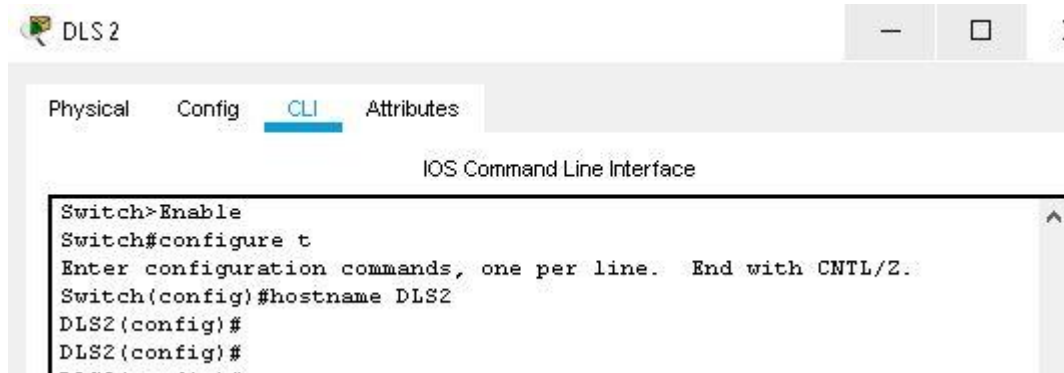 DLS 2
Physical Config CLI Attributes
IOS Command Line Interface
Switch>Enable
Switch#configure t
Enter configuration commands, one per line.  End with CNTL/Z.
Switch(config)#hostname DLS2
DLS2(config)#
DLS2(config)#